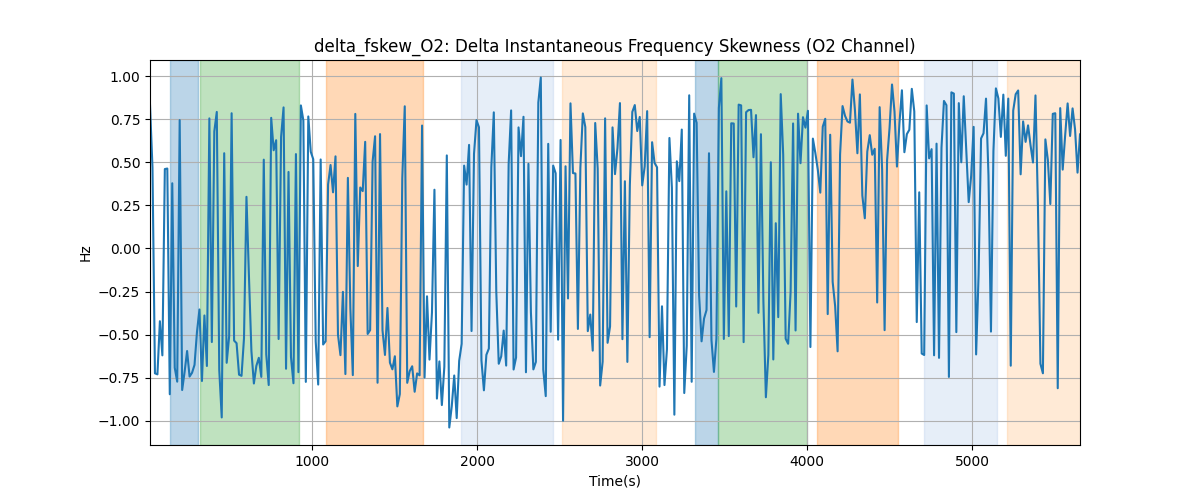 delta_fskew_O2: Delta Instantaneous Frequency Skewness (O2 Channel)
1.00
0.75
0.50
0.25
0.00
−0.25
−0.50
−0.75
−1.00
Hz
1000 2000 3000 4000 5000
Time(s)